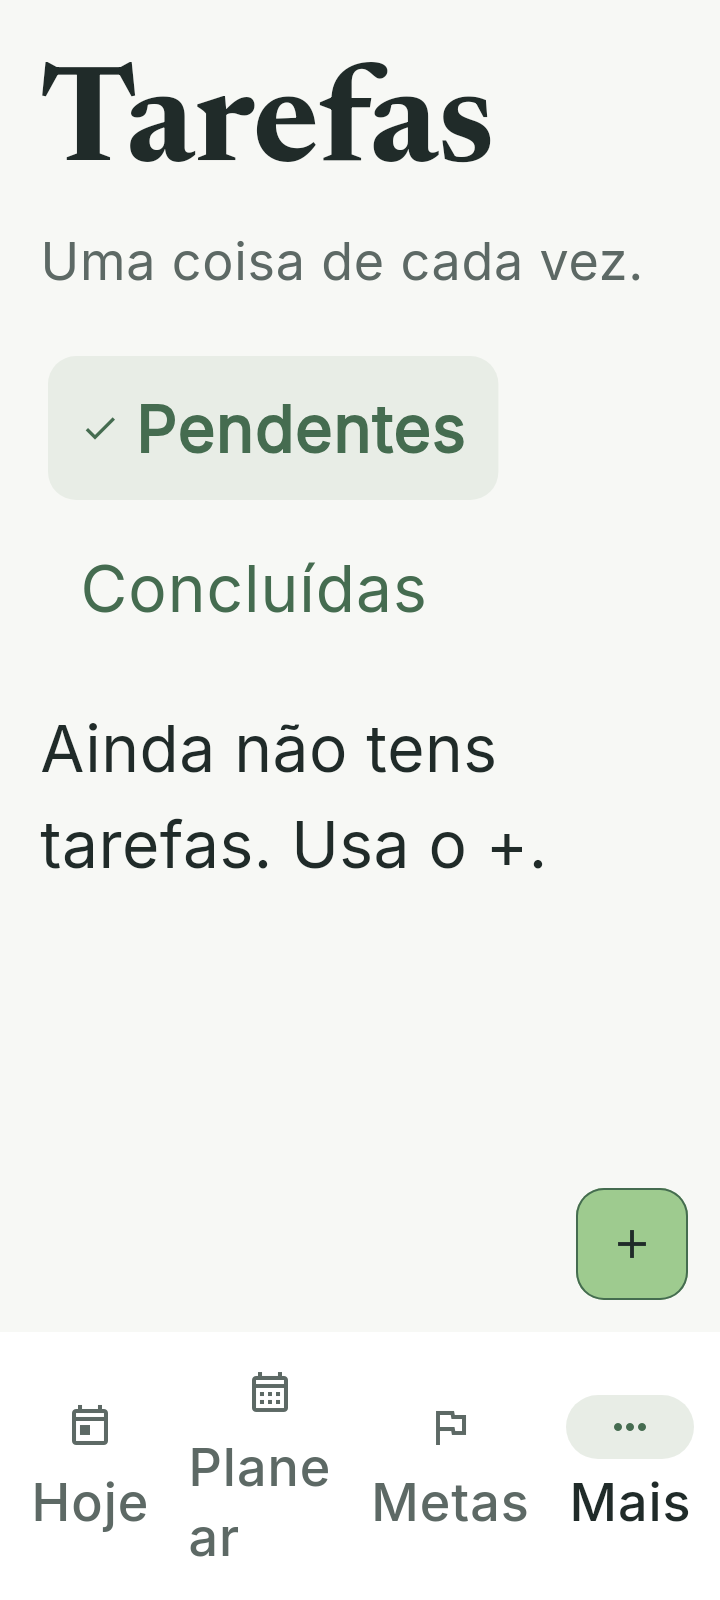 Tarefas
Uma coisa de cada vez.
Pendentes
Concluídas
Ainda não tens
tarefas. Usa o +.
+
Hoje
Plane
ar
Metas
Mais